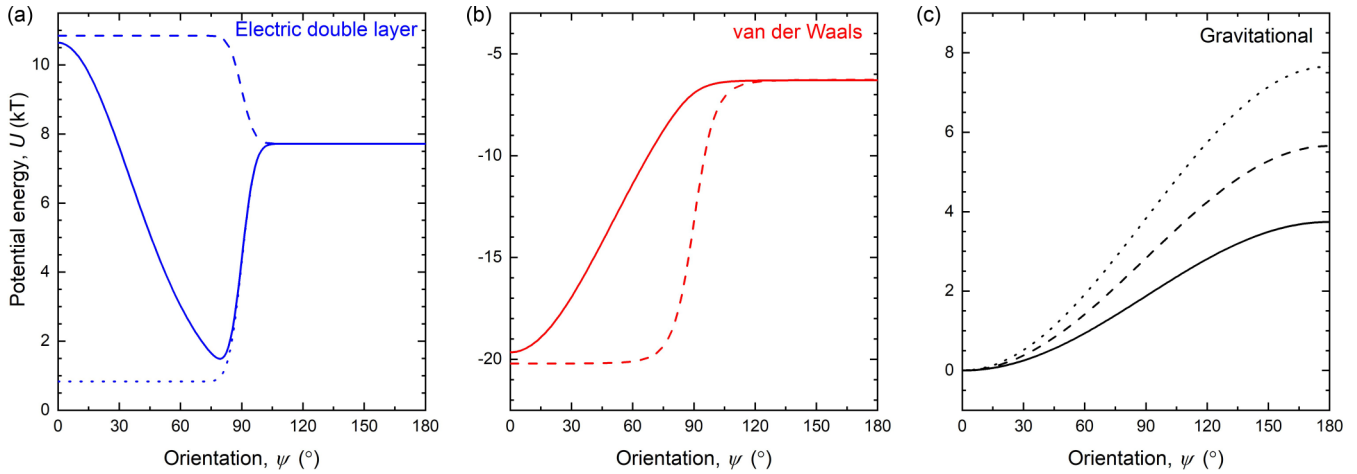 (a)
Electric double layer
Potential energy, U (kT)
10
8
6
4
2
0
0 30 60 90 120 150 180
Orientation, ψ (°)
(b)
van der Waals
-5
-10
-15
-20
0 30 60 90 120 150 180
Orientation, ψ (°)
(c)
Gravitational
8
6
4
2
0
0 30 60 90 120 150 180
Orientation, ψ (°)